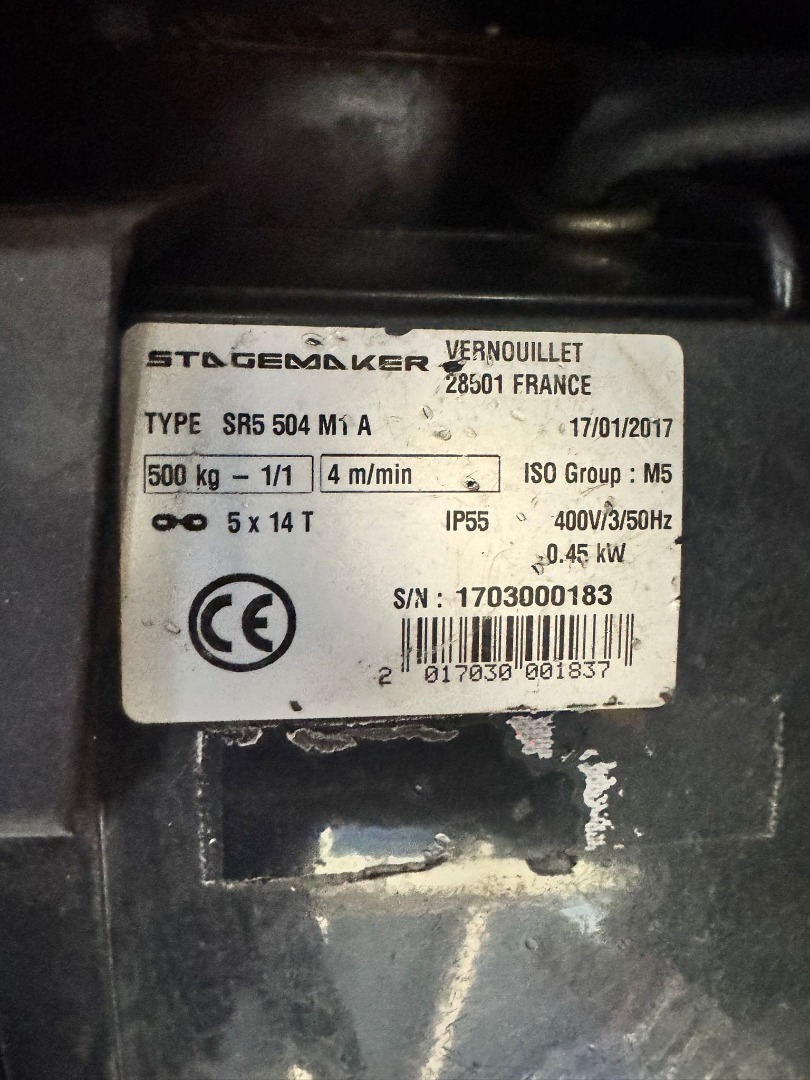 STAGEMAKER
VERNOUILLET
28501 FRANCE
TYPE SR5 504 M1 A
17/01/2017
500 kg – 1/1
4 m/min
ISO Group : M5
5 x 14 T
IP55
400V/3/50Hz
0.45 kW
CE
S/N : 1703000183
2 017030 001837